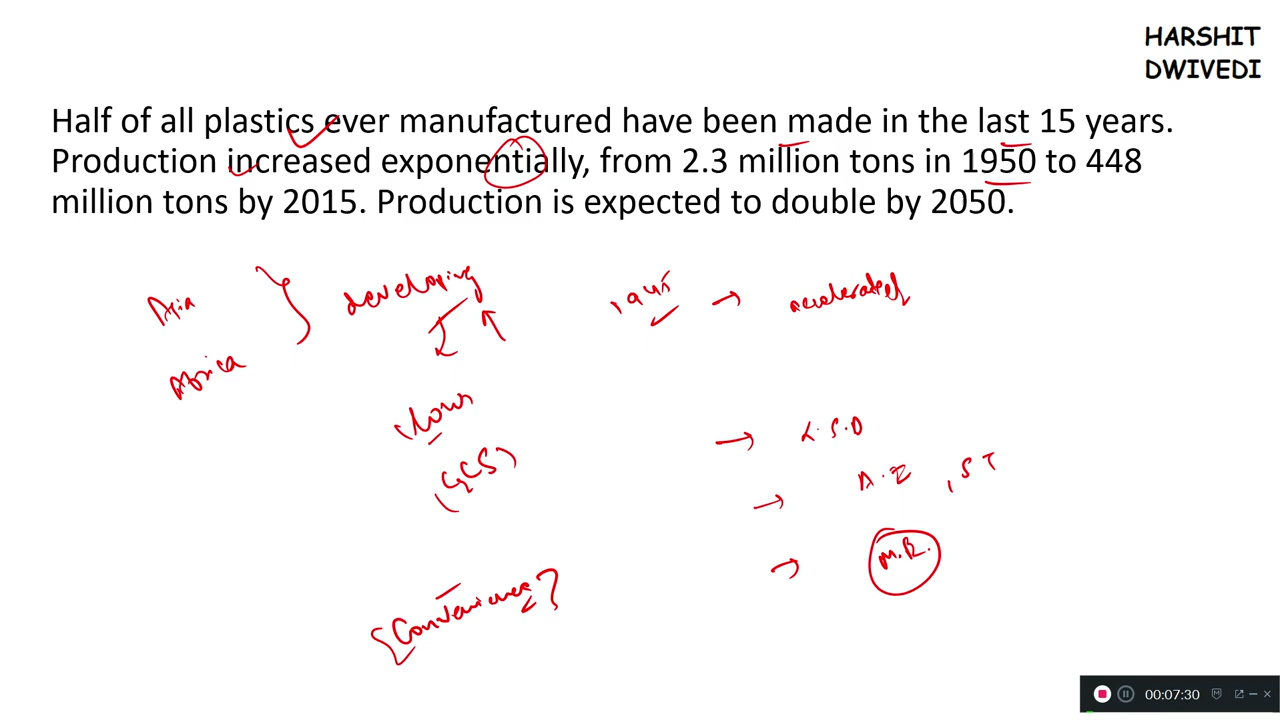 HARSHIT
DWIVEDI
Half of all plastics ever manufactured have been made in the last 15 years.
Production increased exponentially, from 2.3 million tons in 1950 to 448
million tons by 2015. Production is expected to double by 2050.
Asia
Africa
developing
→ accelerated
(GCS)
→ L.S.D
→ A.Z , S T
→ M.R.
{Convenience?
00:07:30